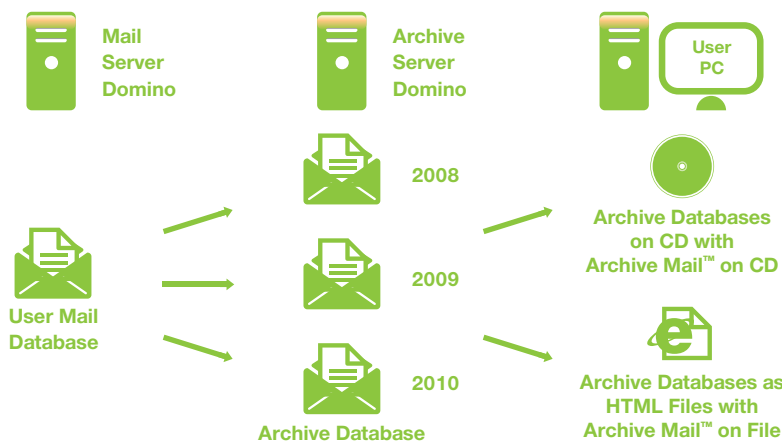 Mail
Server
Domino
Archive
Server
Domino
User
PC
2008
Archive Databases
on CD with
Archive Mail™ on CD
2009
User Mail
Database
2010
Archive Databases as
HTML Files with
Archive Mail™ on File
Archive Database